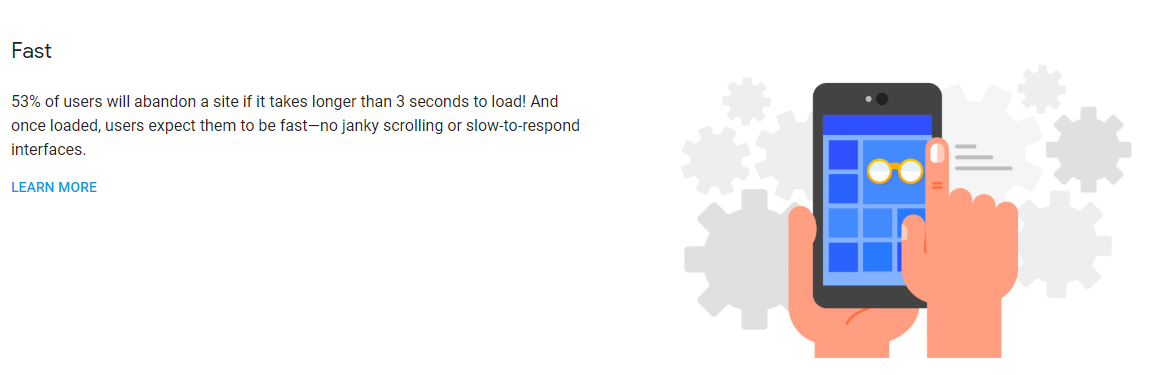 Fast
53% of users will abandon a site if it takes longer than 3 seconds to load! And
once loaded, users expect them to be fast—no janky scrolling or slow-to-respond
interfaces.
LEARN MORE